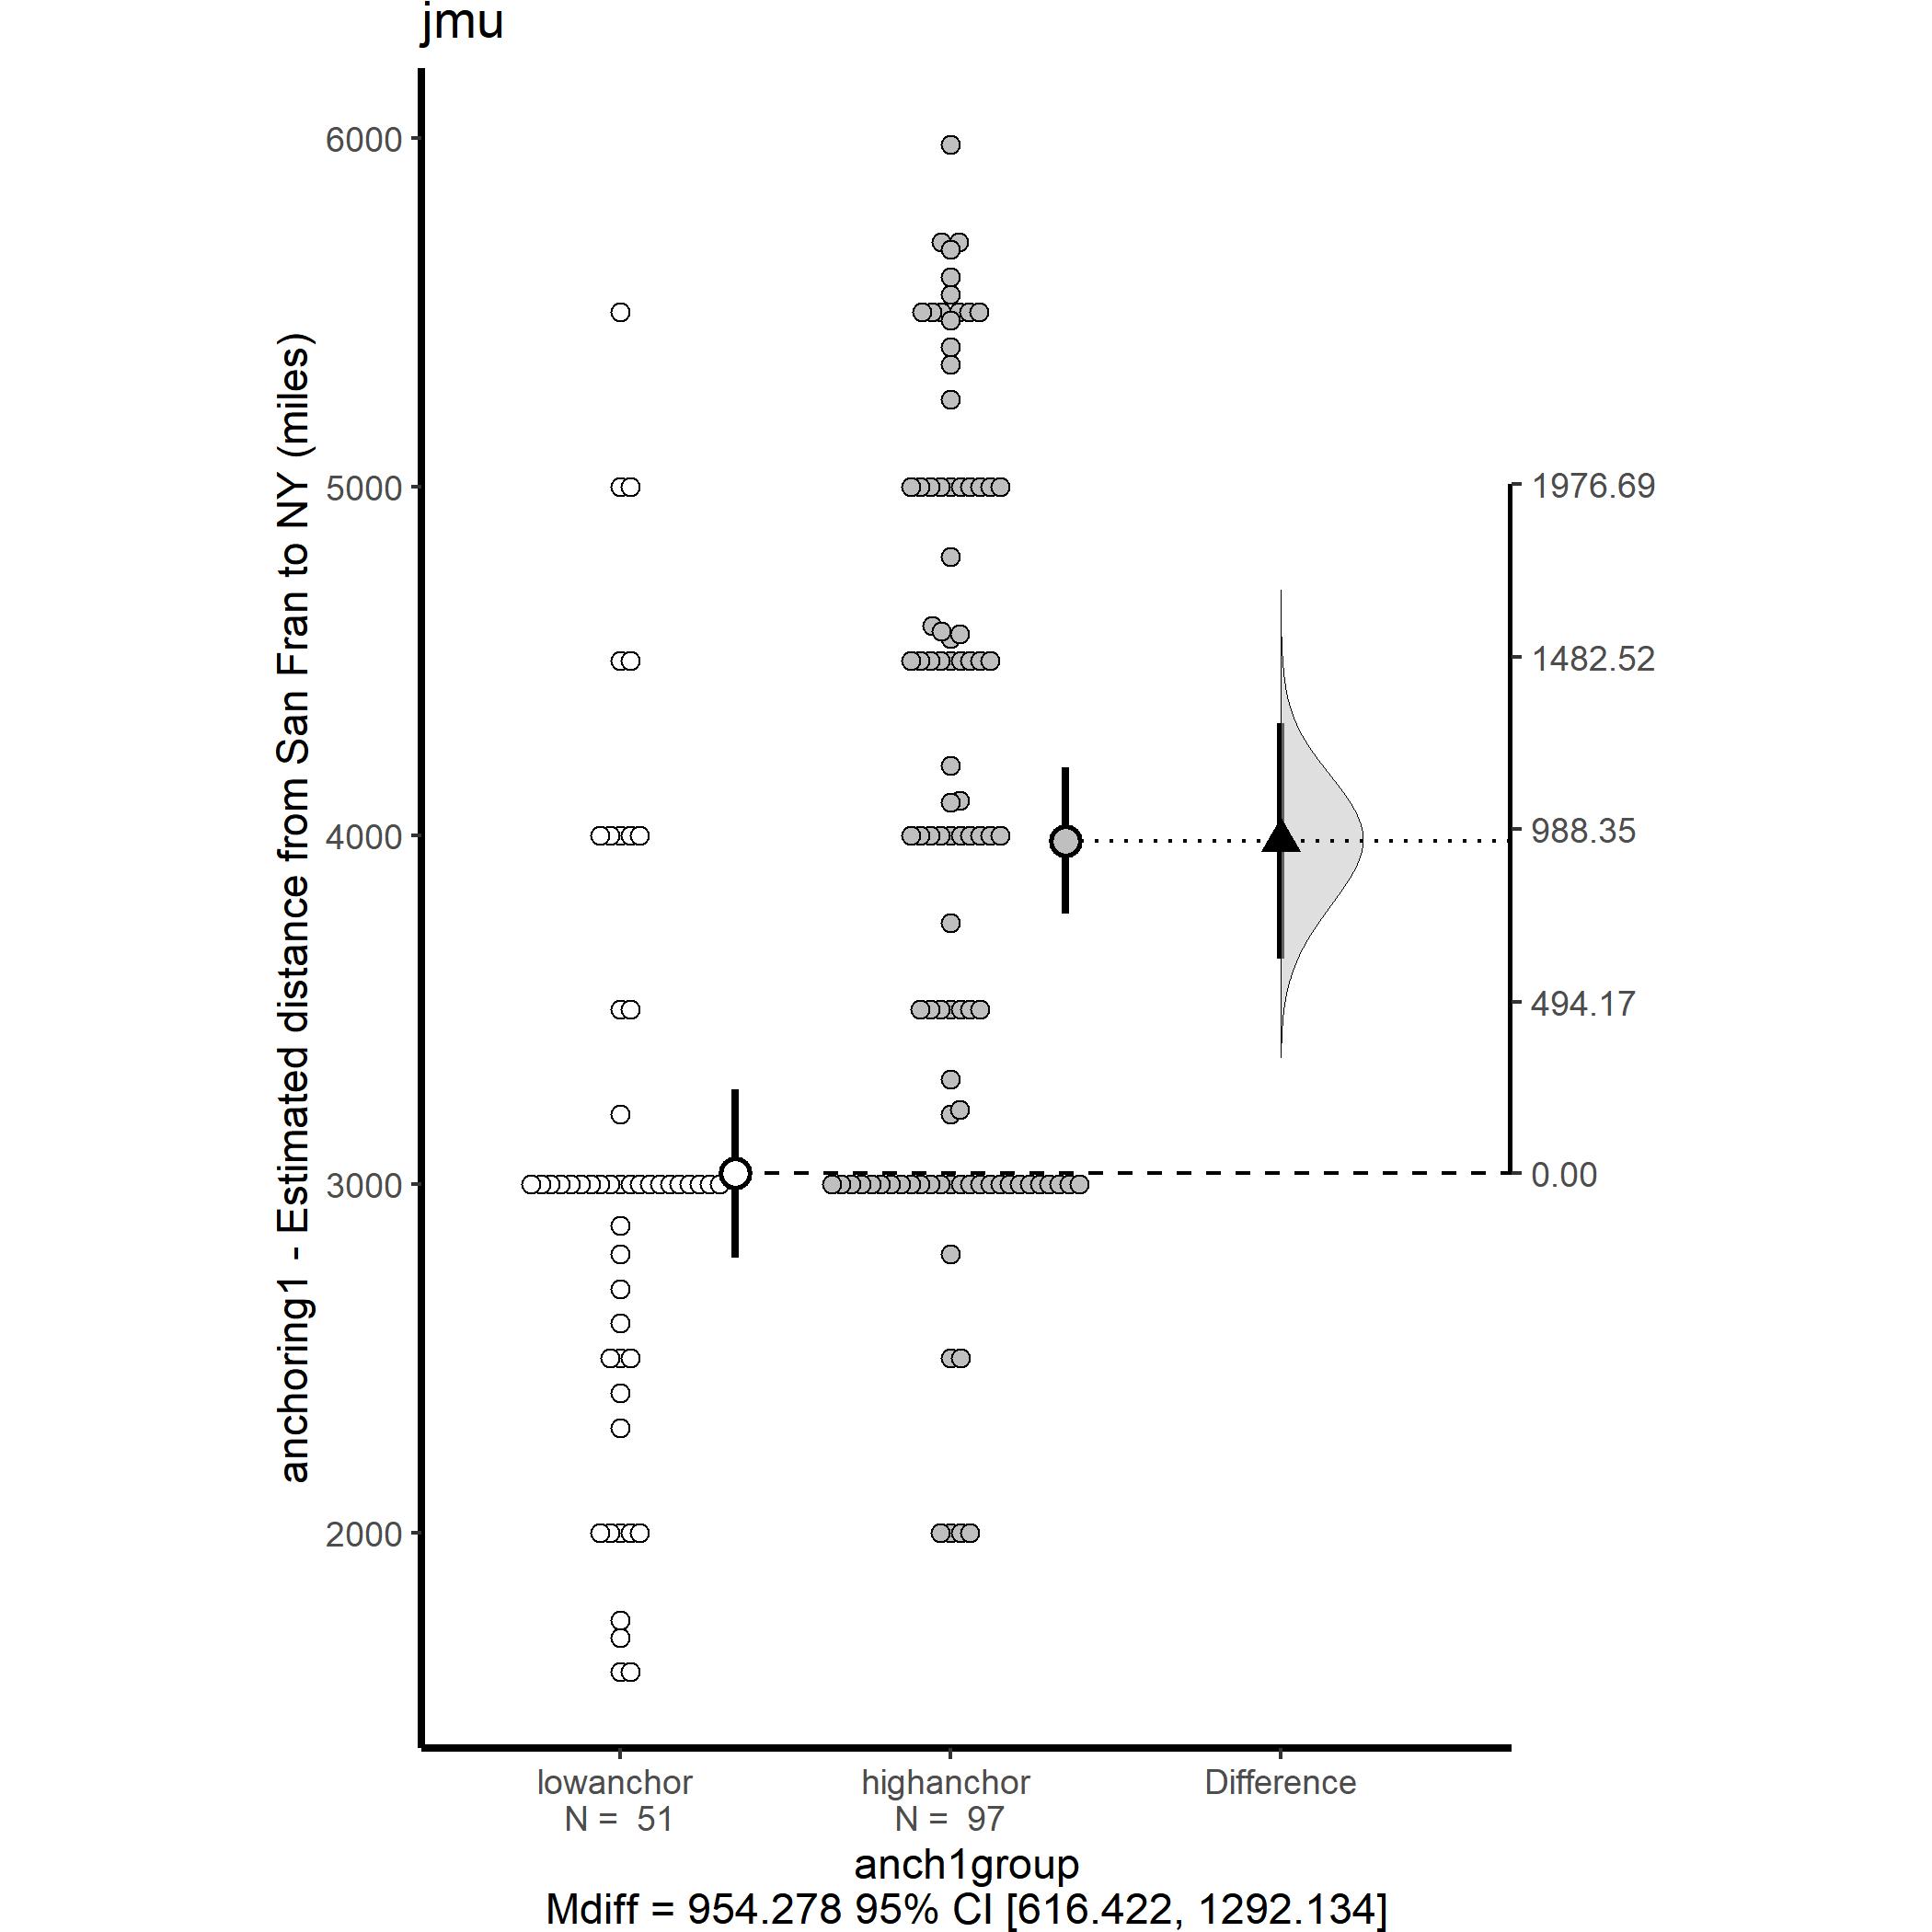 jmu
anchoring1 - Estimated distance from San Fran to NY (miles)
6000
5000
4000
3000
2000
1976.69
1482.52
988.35
494.17
0.00
lowanchor
N =  51
highanchor
N =  97
Difference
anch1group
Mdiff = 954.278 95% CI [616.422, 1292.134]